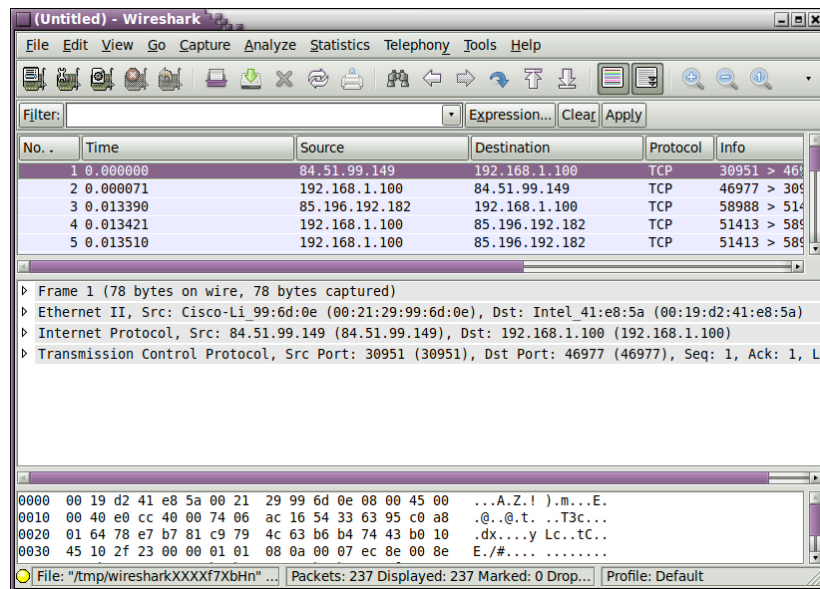 (Untitled) - Wireshark
File Edit View Go Capture Analyze Statistics Telephony Tools Help
Filter: Expression... Clear Apply
No. . Time Source Destination Protocol Info
1 0.000000 84.51.99.149 192.168.1.100 TCP 30951 > 469
2 0.000071 192.168.1.100 84.51.99.149 TCP 46977 > 309
3 0.013390 85.196.192.182 192.168.1.100 TCP 58988 > 514
4 0.013421 192.168.1.100 85.196.192.182 TCP 51413 > 589
5 0.013510 192.168.1.100 85.196.192.182 TCP 51413 > 589
Frame 1 (78 bytes on wire, 78 bytes captured)
Ethernet II, Src: Cisco-Li_99:6d:0e (00:21:29:99:6d:0e), Dst: Intel_41:e8:5a (00:19:d2:41:e8:5a)
Internet Protocol, Src: 84.51.99.149 (84.51.99.149), Dst: 192.168.1.100 (192.168.1.100)
Transmission Control Protocol, Src Port: 30951 (30951), Dst Port: 46977 (46977), Seq: 1, Ack: 1, L
0000 00 19 d2 41 e8 5a 00 21 29 99 6d 0e 08 00 45 00 ...A.Z.! ).m...E.
0010 00 40 e0 cc 40 00 74 06 ac 16 54 33 63 95 c0 a8 .@..@.t. ..T3c...
0020 01 64 78 e7 b7 81 c9 79 4c 63 b6 b4 74 43 b0 10 .dx....y Lc..tC..
0030 45 10 2f 23 00 00 01 01 08 0a 00 07 ec 8e 00 8e E./#.... ........
File: "/tmp/wiresharkXXXXf7XbHn" ... Packets: 237 Displayed: 237 Marked: 0 Drop... Profile: Default